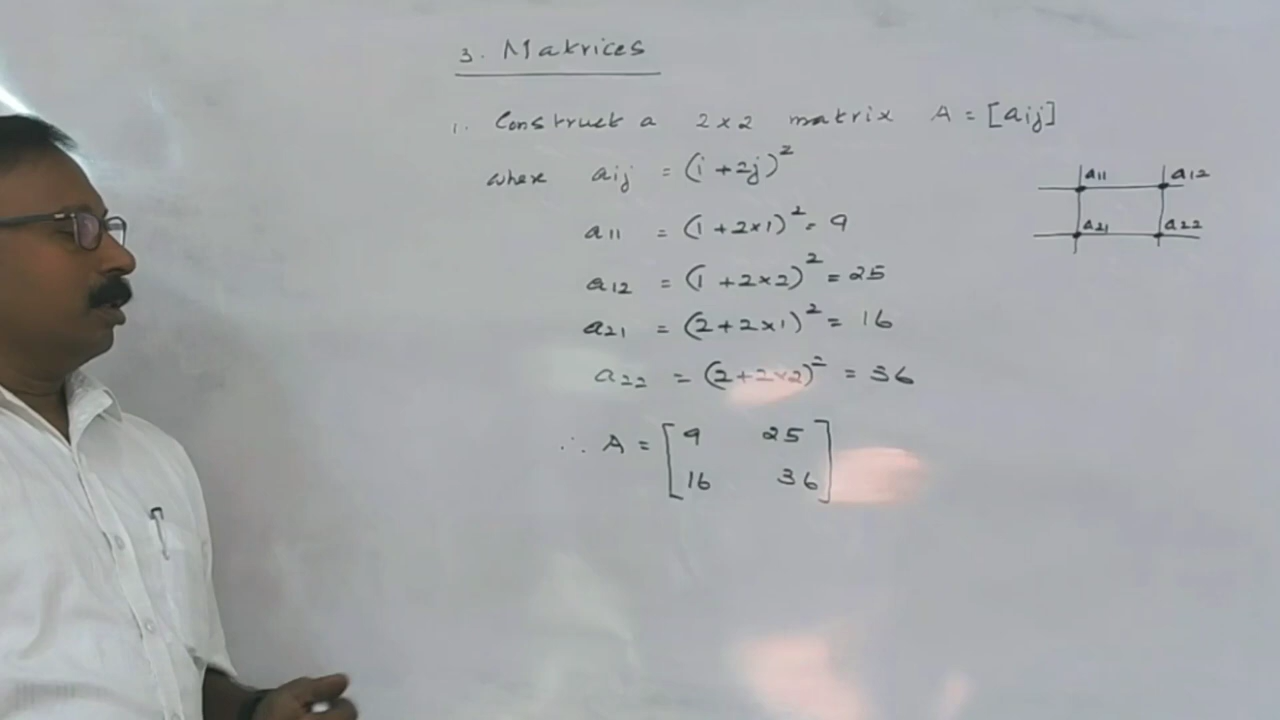 3. Matrices
1. Construct a 2×2 matrix A = [aij]
where aij = (i + 2j)²
a11 = (1 + 2×1)² = 9
a12 = (1 + 2×2)² = 25
a21 = (2 + 2×1)² = 16
a22 = (2 + 2×2)² = 36
∴ A = [9 25
16 36]
a11 a12
a21 a22